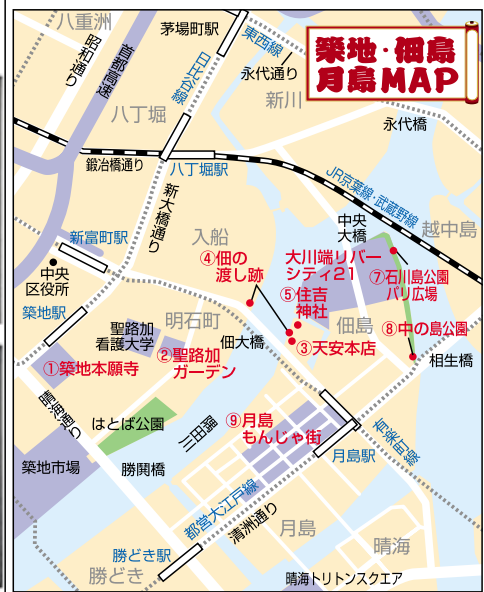 築地・佃島
月島MAP
八重洲
昭和通り
首都高速
茅場町駅
東西線
永代通り
日比谷線
新川
永代橋
八丁堀
鍛冶橋通り
八丁堀駅
新大橋通り
JR京葉線・武蔵野線
越中島
中央
大橋
新富町駅
入船
④佃の
渡し跡
大川端リバー
シティ21
⑦石川島公園
パリ広場
中央
区役所
⑤住吉
神社
築地駅
明石町
佃島
⑧中の島公園
聖路加
看護大学
②聖路加
ガーデン
佃大橋
③天安本店
相生橋
①築地本願寺
晴海通り
はとば公園
隅田川
⑨月島
もんじゃ街
有楽町線
月島駅
築地市場
勝鬨橋
都営大江戸線
清洲通り
月島
晴海
勝どき駅
勝どき
晴海トリトンスクエア